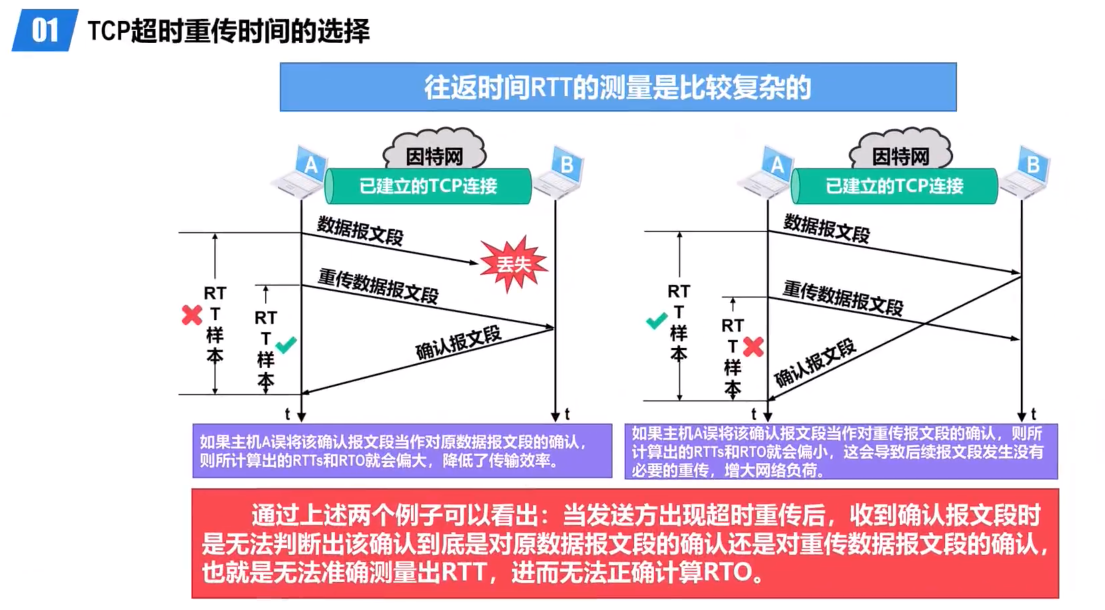 01 TCP超时重传时间的选择
往返时间RTT的测量是比较复杂的
A
因特网
B
已建立的TCP连接
数据报文段
丢失
重传数据报文段
RT
T
样
本
RT
T
样
本
确认报文段
t
t
如果主机A误将该确认报文段当作对原数据报文段的确认，
则所计算出的RTTs和RTO就会偏大，降低了传输效率。
A
因特网
B
已建立的TCP连接
数据报文段
重传数据报文段
RT
T
样
本
RT
T
样
本
确认报文段
t
t
如果主机A误将该确认报文段当作对重传报文段的确认，则所
计算出的RTTs和RTO就会偏小，这会导致后续报文段发生没有
必要的重传，增大网络负荷。
通过上述两个例子可以看出：当发送方出现超时重传后，收到确认报文段时
是无法判断出该确认到底是对原数据报文段的确认还是对重传数据报文段的确认，
也就是无法准确测量出RTT，进而无法正确计算RTO。